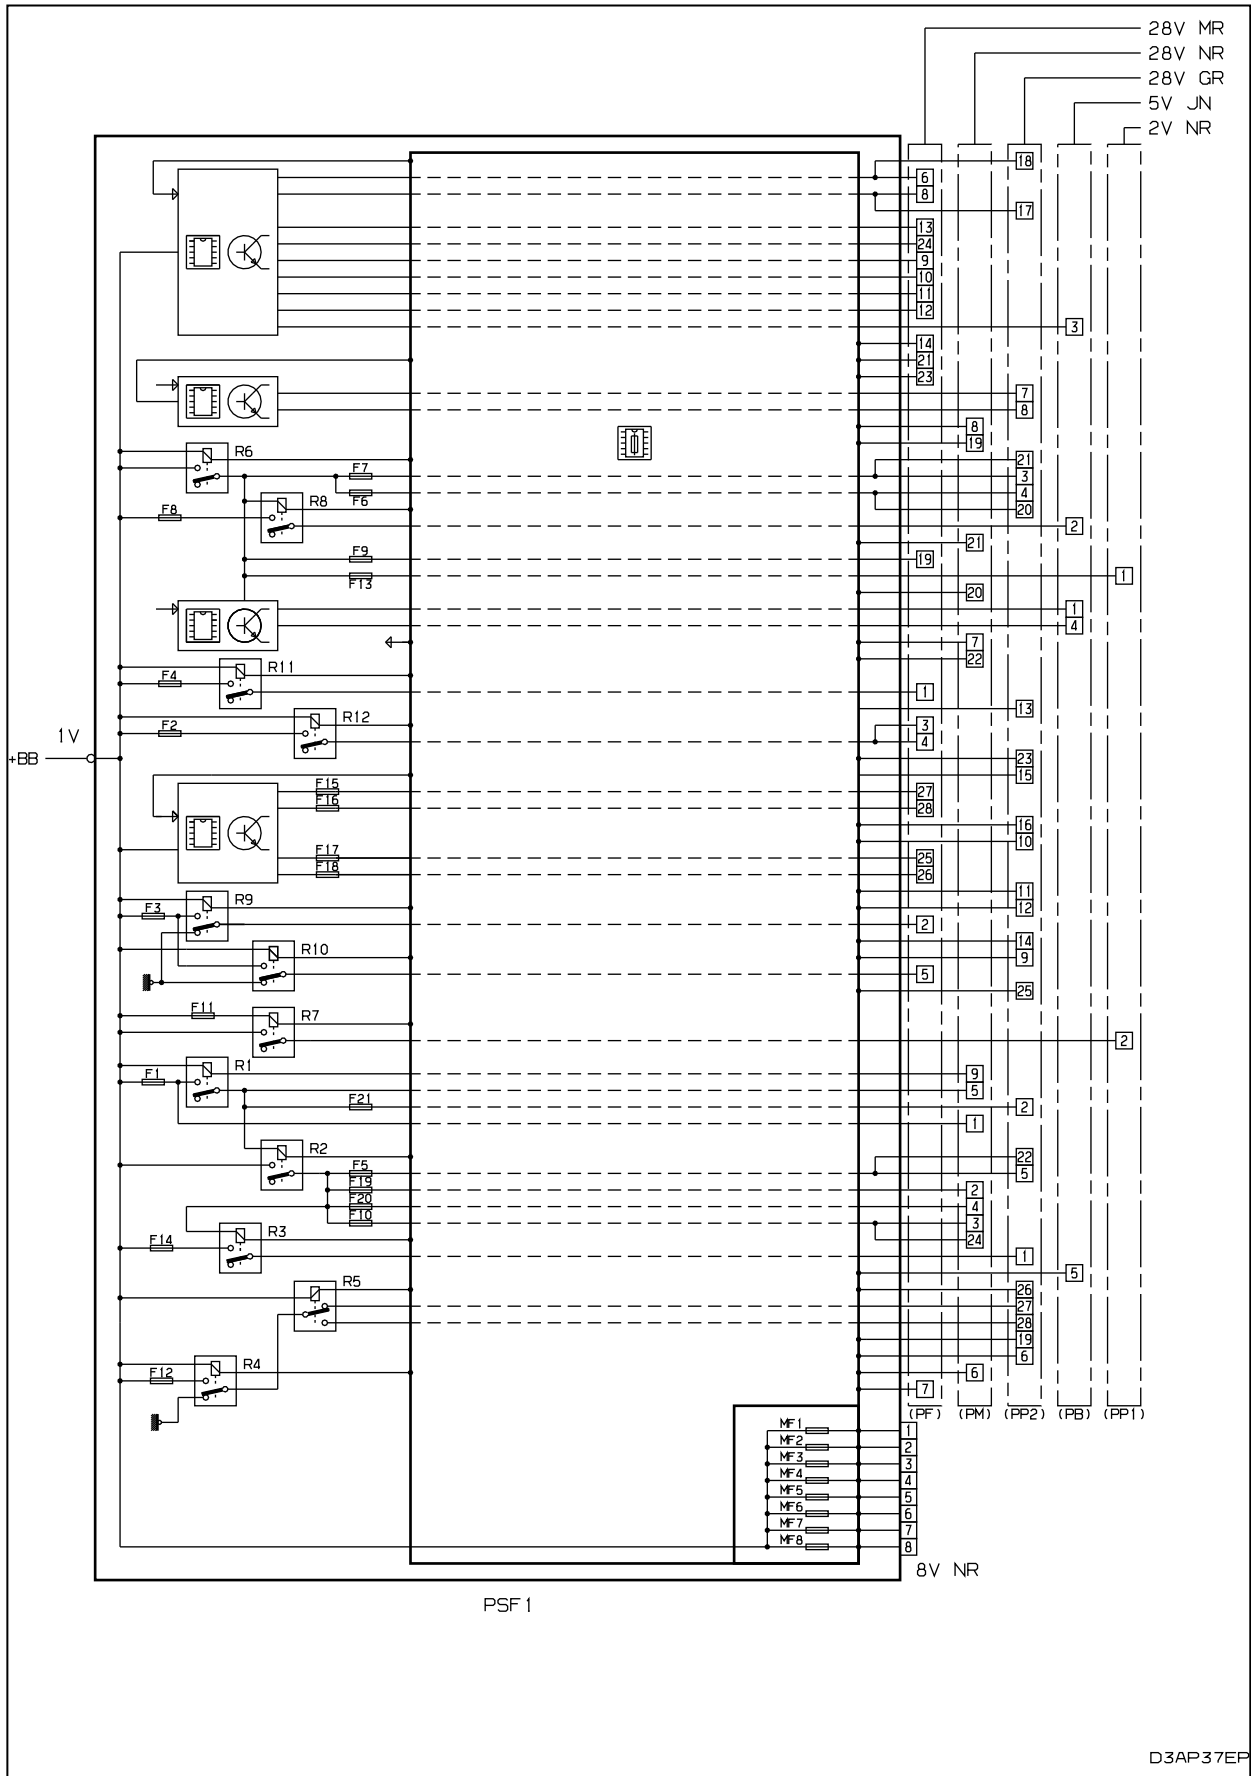 28V MR
28V NR
28V GR
5V JN
2V NR
18
6
8
17
13
24
9
10
11
12
3
14
21
23
7
8
8
19
R6
21
F7
3
4
F6
R8
20
F8
2
21
F9
19
F13
1
20
1
4
7
22
R11
F4
1
13
R12
F2
3
4
1V
+BB
23
15
F15
27
F16
28
16
10
F17
25
F18
26
11
R9
F3
12
2
R10
14
9
5
25
F11
R7
2
R1
F1
9
5
F21
2
1
R2
22
F5
5
F19
2
F20
4
F10
3
R3
24
F14
1
5
R5
26
27
28
19
6
R4
F12
6
7
(PF) (PM) (PP2) (PB) (PP1)
MF1 1
MF2 2
MF3 3
MF4 4
MF5 5
MF6 6
MF7 7
MF8 8
8V NR
PSF1
D3AP37EP